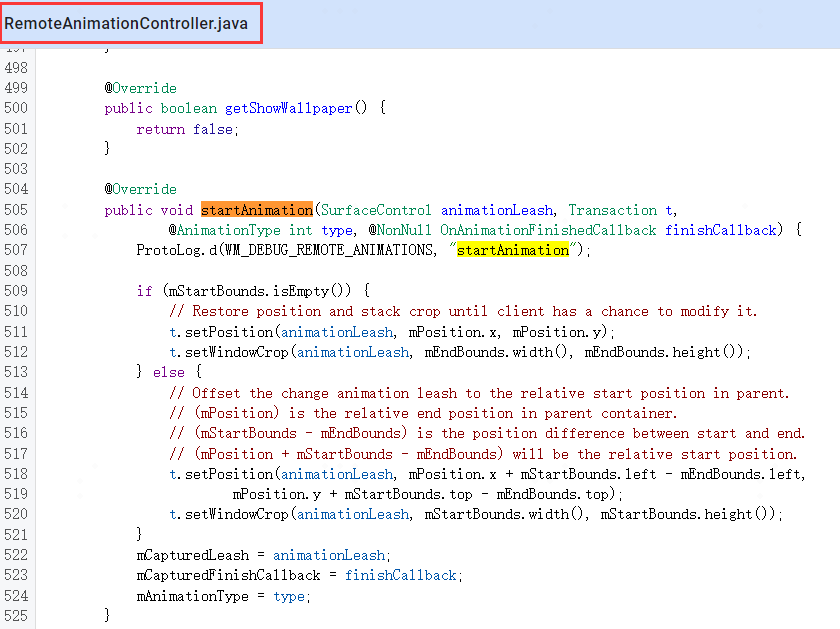 RemoteAnimationController.java
497 }
498
499 @Override
500 public boolean getShowWallpaper() {
501 return false;
502 }
503
504 @Override
505 public void startAnimation(SurfaceControl animationLeash, Transaction t,
506 @AnimationType int type, @NonNull OnAnimationFinishedCallback finishCallback) {
507 ProtoLog.d(WM_DEBUG_REMOTE_ANIMATIONS, "startAnimation");
508
509 if (mStartBounds.isEmpty()) {
510 // Restore position and stack crop until client has a chance to modify it.
511 t.setPosition(animationLeash, mPosition.x, mPosition.y);
512 t.setWindowCrop(animationLeash, mEndBounds.width(), mEndBounds.height());
513 } else {
514 // Offset the change animation leash to the relative start position in parent.
515 // (mPosition) is the relative end position in parent container.
516 // (mStartBounds - mEndBounds) is the position difference between start and end.
517 // (mPosition + mStartBounds - mEndBounds) will be the relative start position.
518 t.setPosition(animationLeash, mPosition.x + mStartBounds.left - mEndBounds.left,
519 mPosition.y + mStartBounds.top - mEndBounds.top);
520 t.setWindowCrop(animationLeash, mStartBounds.width(), mStartBounds.height());
521 }
522 mCapturedLeash = animationLeash;
523 mCapturedFinishCallback = finishCallback;
524 mAnimationType = type;
525 }